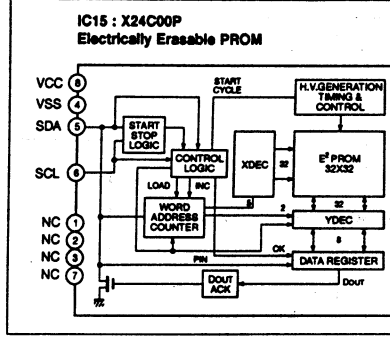 IC15 : X24C00P
Electrically Erasable PROM
VCC 8
VSS 4
SDA 5
SCL 6
NC 1
NC 2
NC 3
NC 7
START
STOP
LOGIC
START
CYCLE
H.V.GENERATION
TIMING &
CONTROL
CONTROL
LOGIC
LOAD
INC
XDEC
32
E² PROM
32X32
WORD
ADDRESS
COUNTER
2
32
YDEC
8
CK
PIN
DATA REGISTER
DOUT
ACK
DOUT